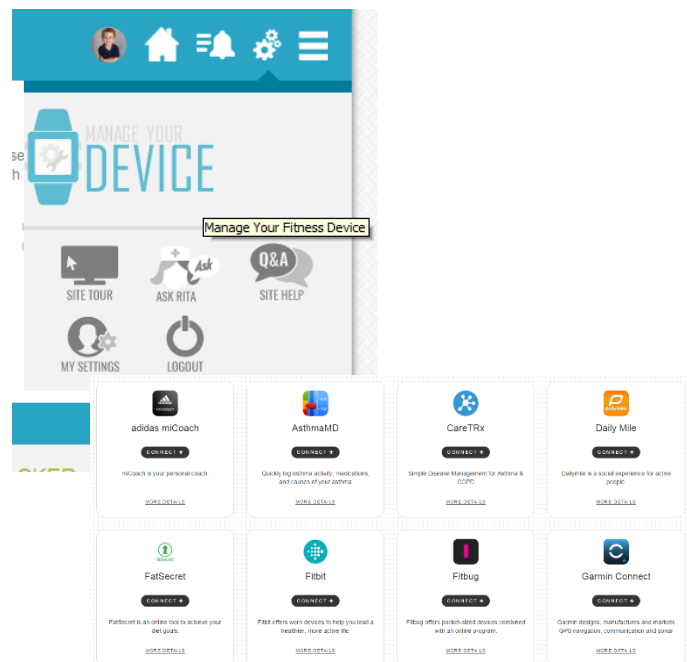 MANAGE YOUR
DEVICE
se
h
Manage Your Fitness Device
Ask
Q&A
SITE TOUR
ASK RITA
SITE HELP
MY SETTINGS
LOGOUT
adidas miCoach
AsthmaMD
CareTRx
Daily Mile
CONNECT +
CONNECT +
CONNECT +
CONNECT +
miCoach is your personal coach.
Quickly log asthma activity, medications,
and causes of your asthma
Simple Disease Management for Asthma &
COPD
Dailymile is a social experience for active
people.
MORE DETAILS
MORE DETAILS
MORE DETAILS
MORE DETAILS
FatSecret
Fitbit
Fitbug
Garmin Connect
CONNECT +
CONNECT +
CONNECT +
CONNECT +
FatSecret is an online tool to achieve your
diet goals.
Fitbit offers worn devices to help you lead a
healthier, more active life.
Fitbug offers pocket-sized devices combined
with an online program.
Garmin designs, manufactures and markets
GPS navigation, communication and sonar
MORE DETAILS
MORE DETAILS
MORE DETAILS
MORE DETAILS